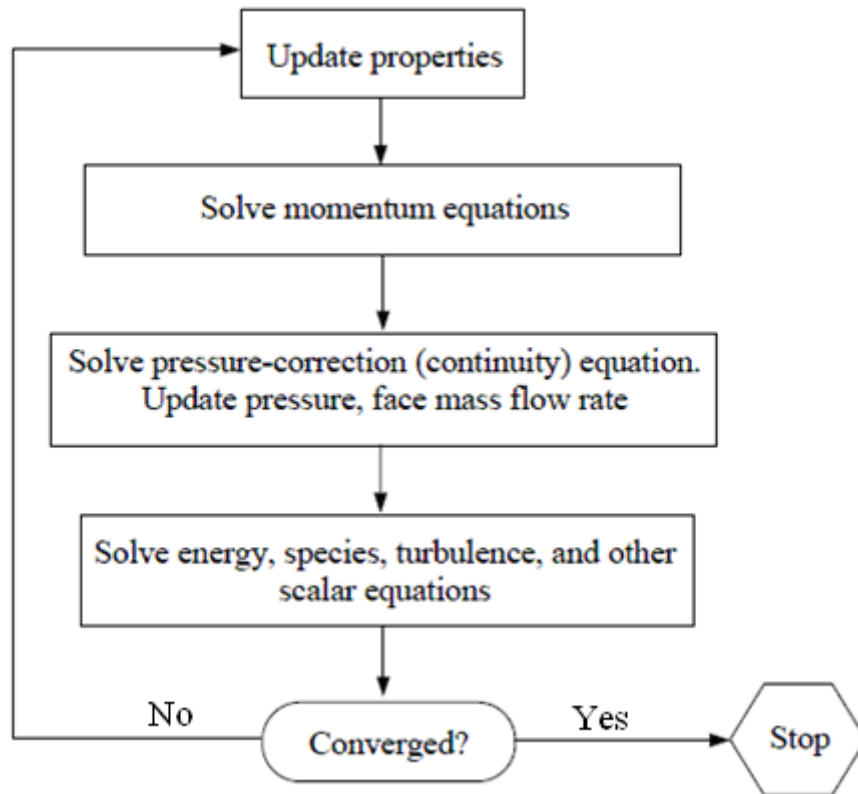 Update properties
Solve momentum equations
Solve pressure-correction (continuity) equation.
Update pressure, face mass flow rate
Solve energy, species, turbulence, and other
scalar equations
No
Converged?
Yes
Stop